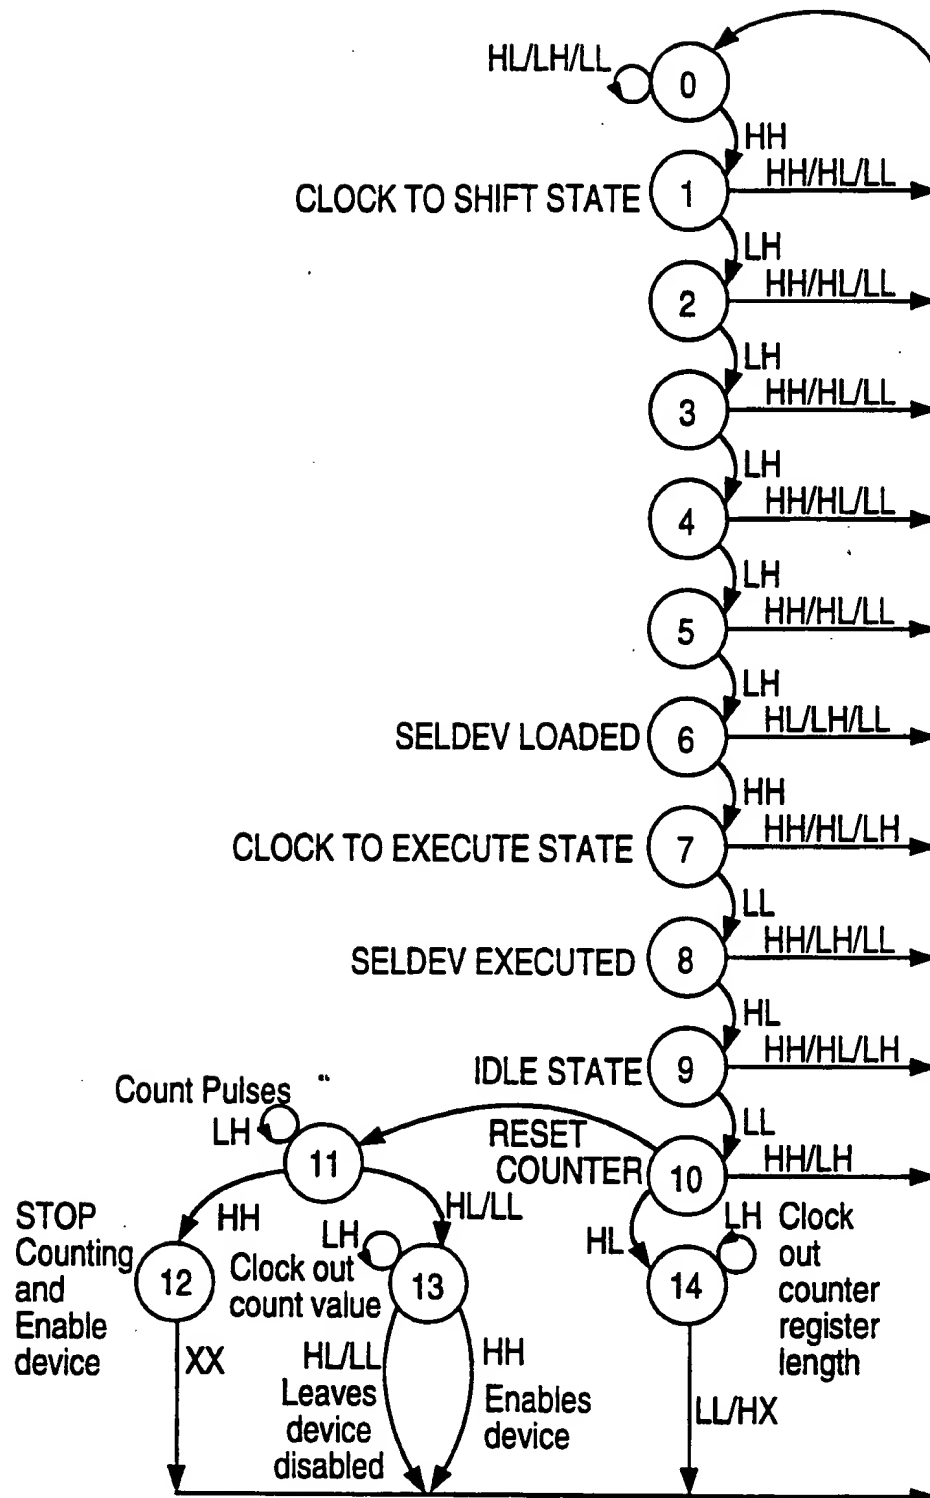 HL/LH/LL
0
HH
CLOCK TO SHIFT STATE
1
HH/HL/LL
LH
2
HH/HL/LL
LH
3
HH/HL/LL
LH
4
HH/HL/LL
LH
5
HH/HL/LL
LH
SELDEV LOADED
6
HL/LH/LL
HH
CLOCK TO EXECUTE STATE
7
HH/HL/LH
LL
SELDEV EXECUTED
8
HH/LH/LL
HL
IDLE STATE
9
HH/HL/LH
LL
Count Pulses
LH
11
RESET
COUNTER
10
HH/LH
HH
HL/LL
HL
LH
Clock
out
counter
register
length
STOP
Counting
and
Enable
device
12
LH
Clock out
count value
13
14
XX
HL/LL
Leaves
device
disabled
HH
Enables
device
LL/HX